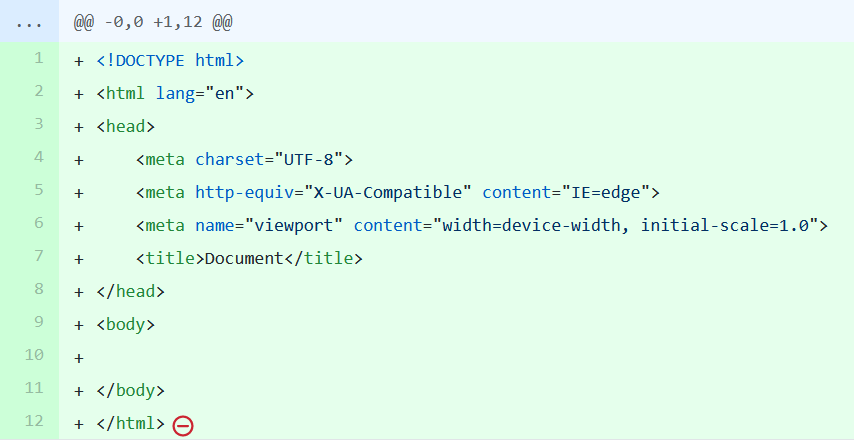 ... @@ -0,0 +1,12 @@
1 + <!DOCTYPE html>
2 + <html lang="en">
3 + <head>
4 +     <meta charset="UTF-8">
5 +     <meta http-equiv="X-UA-Compatible" content="IE=edge">
6 +     <meta name="viewport" content="width=device-width, initial-scale=1.0">
7 +     <title>Document</title>
8 + </head>
9 + <body>
10 +
11 + </body>
12 + </html>